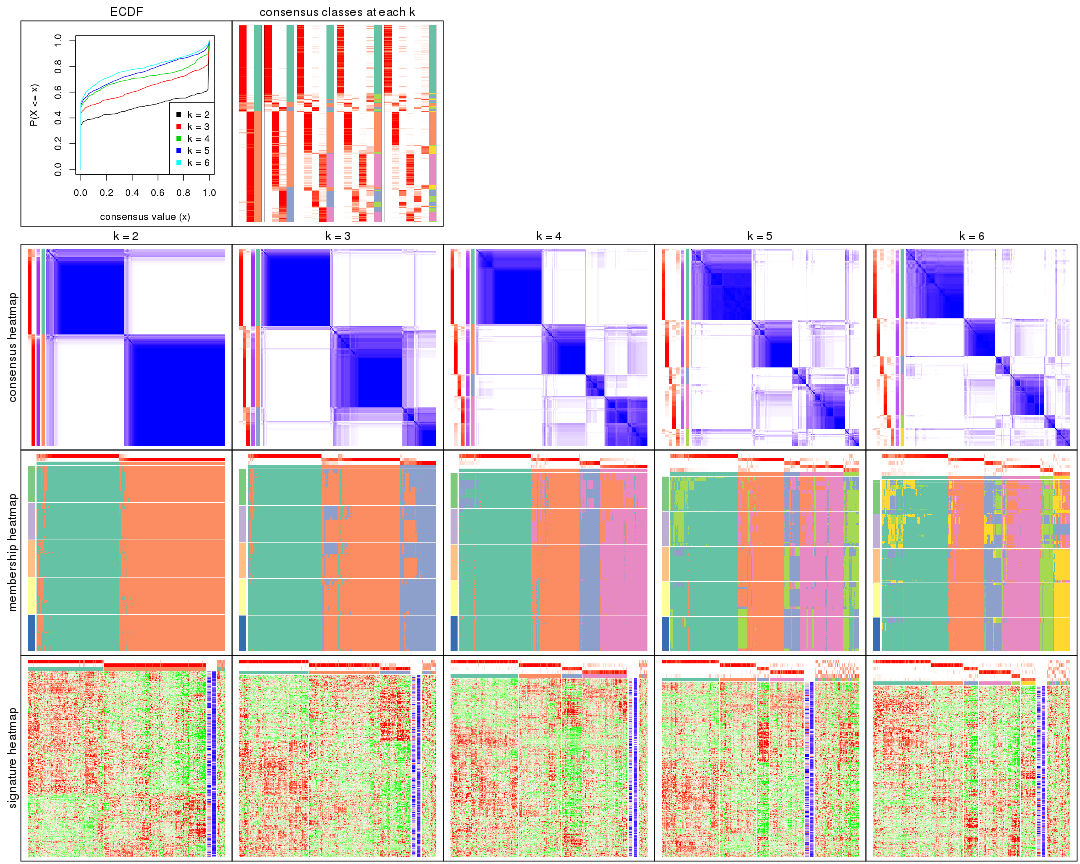 ECDF
consensus classes at each k
P(X <= x)
0.0 0.2 0.4 0.6 0.8 1.0
k = 2
k = 3
k = 4
k = 5
k = 6
0.0 0.2 0.4 0.6 0.8 1.0
consensus value (x)
k = 2 k = 3 k = 4 k = 5 k = 6
consensus heatmap
membership heatmap
signature heatmap